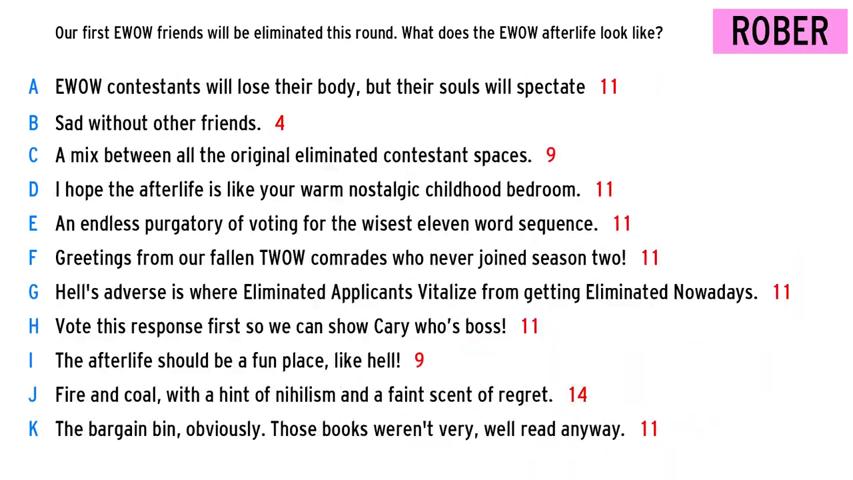 Our first EWOW friends will be eliminated this round. What does the EWOW afterlife look like?
ROBER
A EWOW contestants will lose their body, but their souls will spectate 11
B Sad without other friends. 4
C A mix between all the original eliminated contestant spaces. 9
D I hope the afterlife is like your warm nostalgic childhood bedroom. 11
E An endless purgatory of voting for the wisest eleven word sequence. 11
F Greetings from our fallen TWOW comrades who never joined season two! 11
G Hell's adverse is where Eliminated Applicants Vitalize from getting Eliminated Nowadays. 11
H Vote this response first so we can show Cary who's boss! 11
I The afterlife should be a fun place, like hell! 9
J Fire and coal, with a hint of nihilism and a faint scent of regret. 14
K The bargain bin, obviously. Those books weren't very, well read anyway. 11